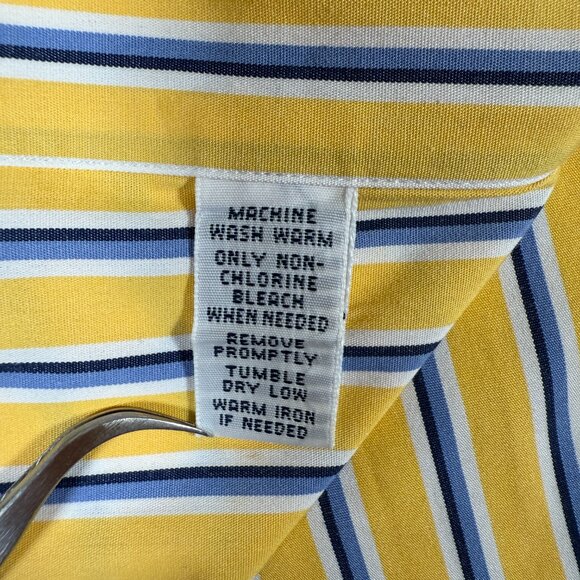 MACHINE
WASH WARM
ONLY NON-
CHLORINE
BLEACH
WHEN NEEDED
REMOVE
PROMPTLY
TUMBLE
DRY LOW
WARM IRON
IF NEEDED